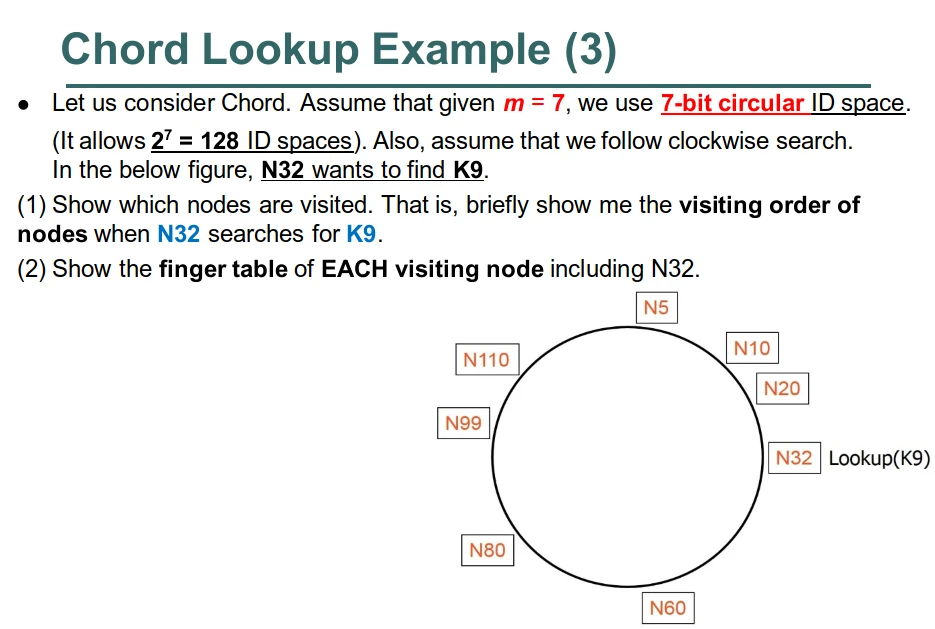 Chord Lookup Example (3)
• Let us consider Chord. Assume that given m = 7, we use 7-bit circular ID space.
(It allows 2⁷ = 128 ID spaces). Also, assume that we follow clockwise search.
In the below figure, N32 wants to find K9.
(1) Show which nodes are visited. That is, briefly show me the visiting order of
nodes when N32 searches for K9.
(2) Show the finger table of EACH visiting node including N32.
N5
N10
N110
N20
N99
N32 Lookup(K9)
N80
N60